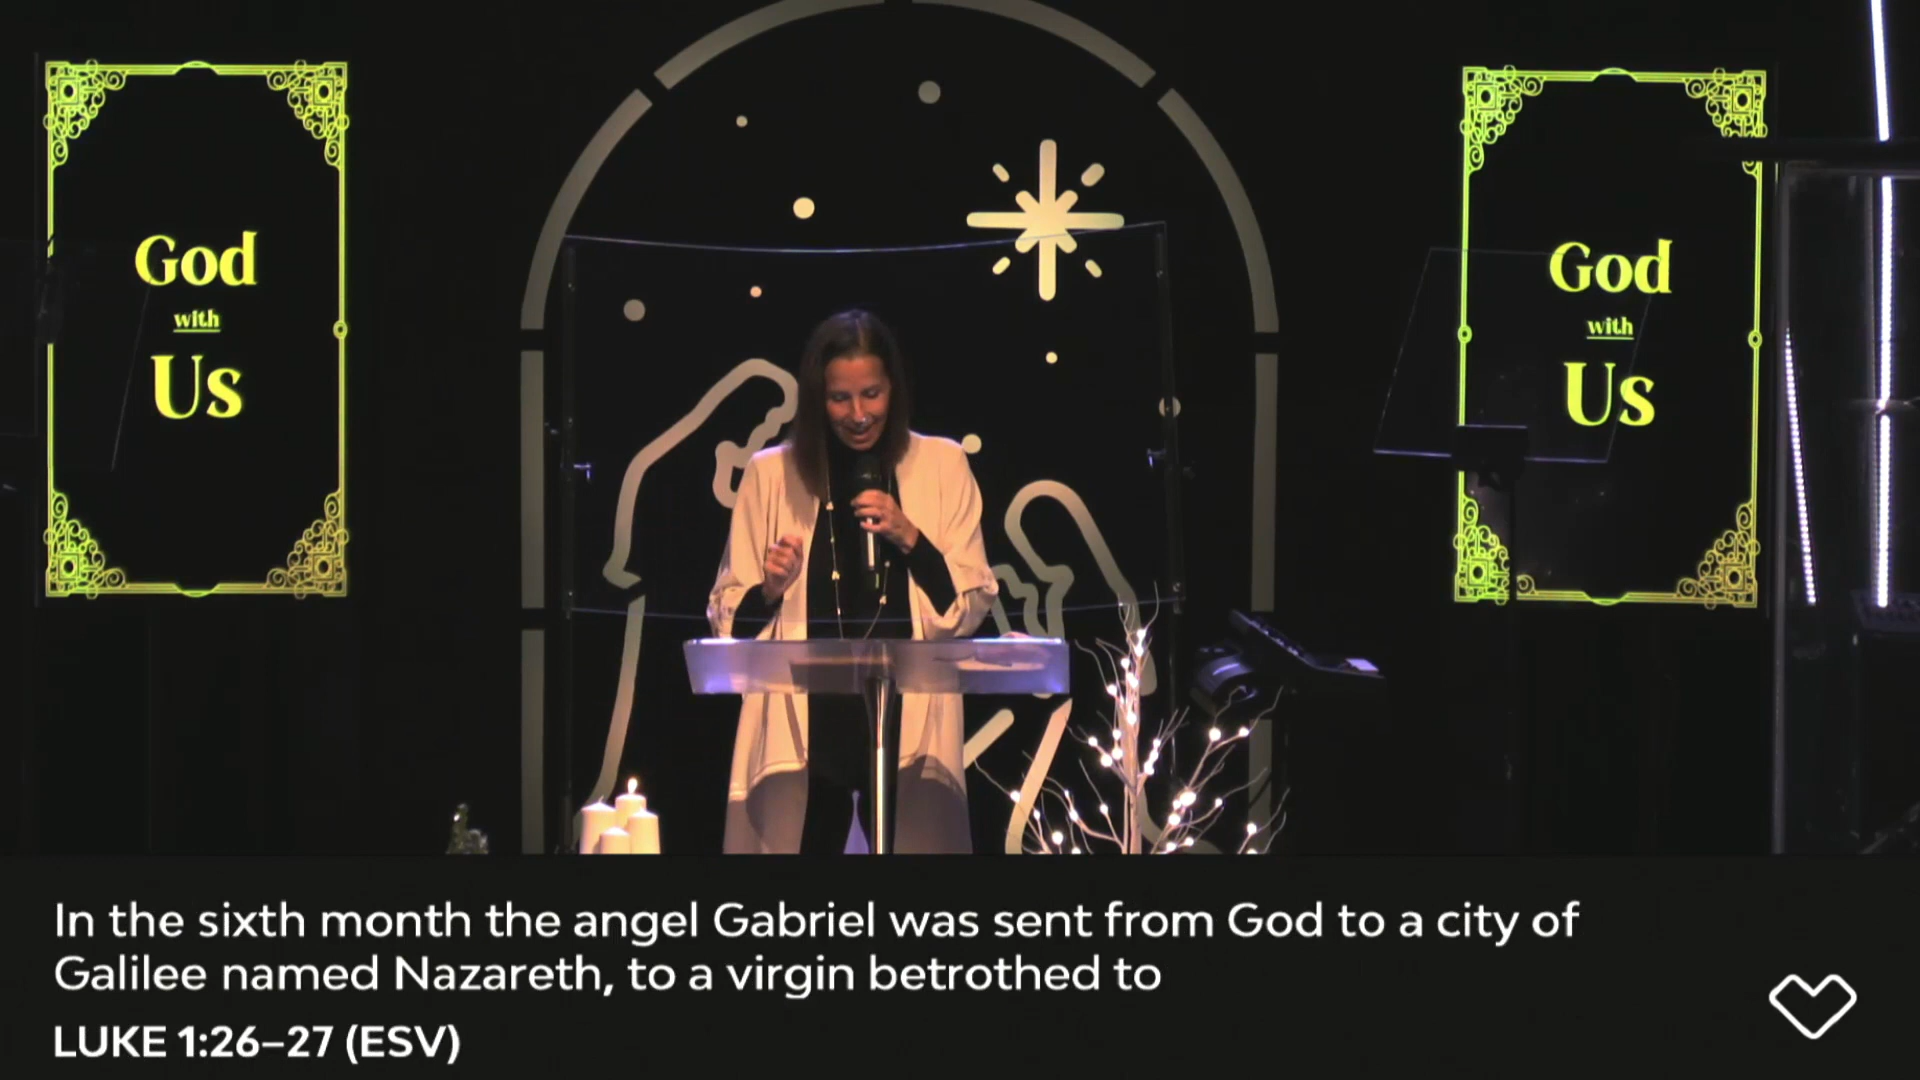 God
with
Us
God
with
Us
In the sixth month the angel Gabriel was sent from God to a city of
Galilee named Nazareth, to a virgin betrothed to
LUKE 1:26–27 (ESV)